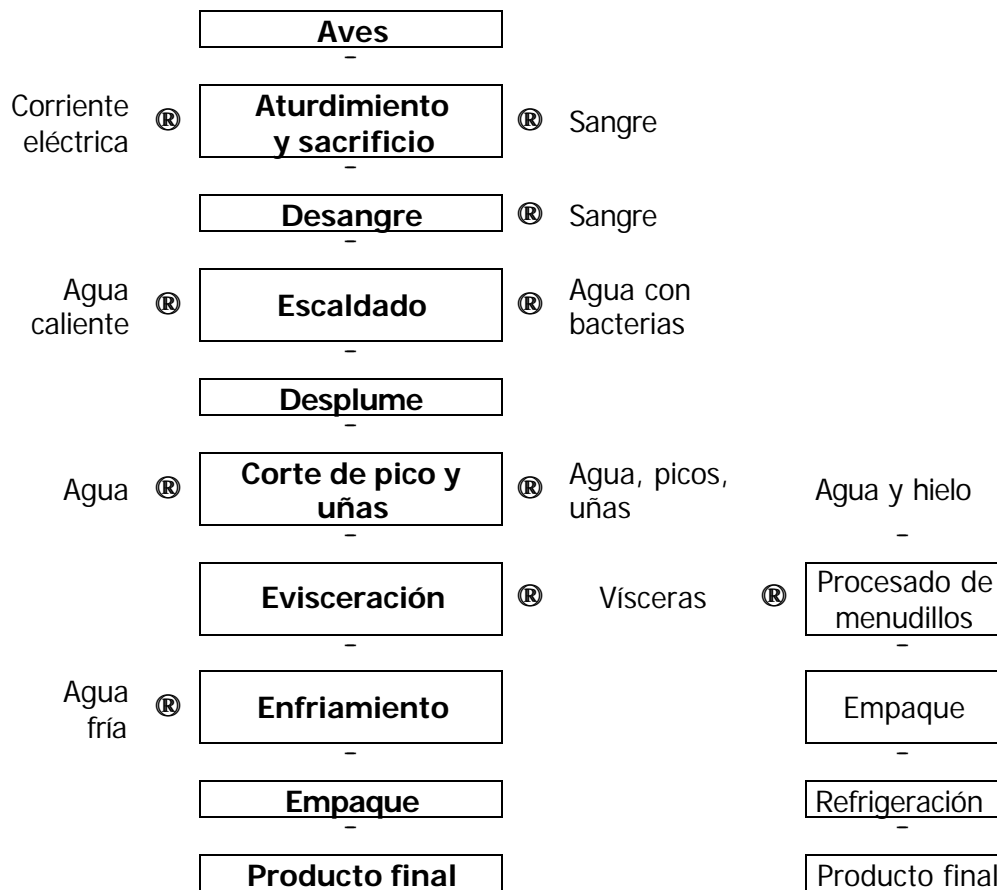 Aves
-
Corriente eléctrica ® Aturdimiento y sacrificio ® Sangre
-
Desangre ® Sangre
-
Agua caliente ® Escaldado ® Agua con bacterias
-
Desplume
-
Agua ® Corte de pico y uñas ® Agua, picos, uñas
Agua y hielo
- -
Evisceración ® Vísceras ® Procesado de menudillos
- -
Agua fría ® Enfriamiento
Empaque
- -
Empaque
Refrigeración
- -
Producto final
Producto final